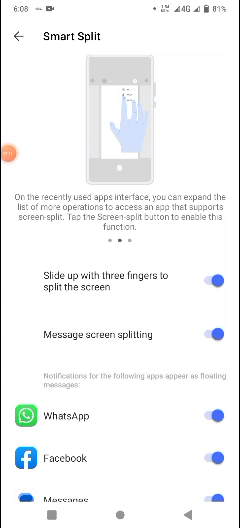 6:08
4G
81%
Smart Split
On the recently used apps interface, you can expand the
list of more operations to access an app that supports
screen-split. Tap the Screen-split button to enable this
function.
Slide up with three fingers to
split the screen
Message screen splitting
Notifications for the following apps appear as floating
messages:
WhatsApp
Facebook
Messages